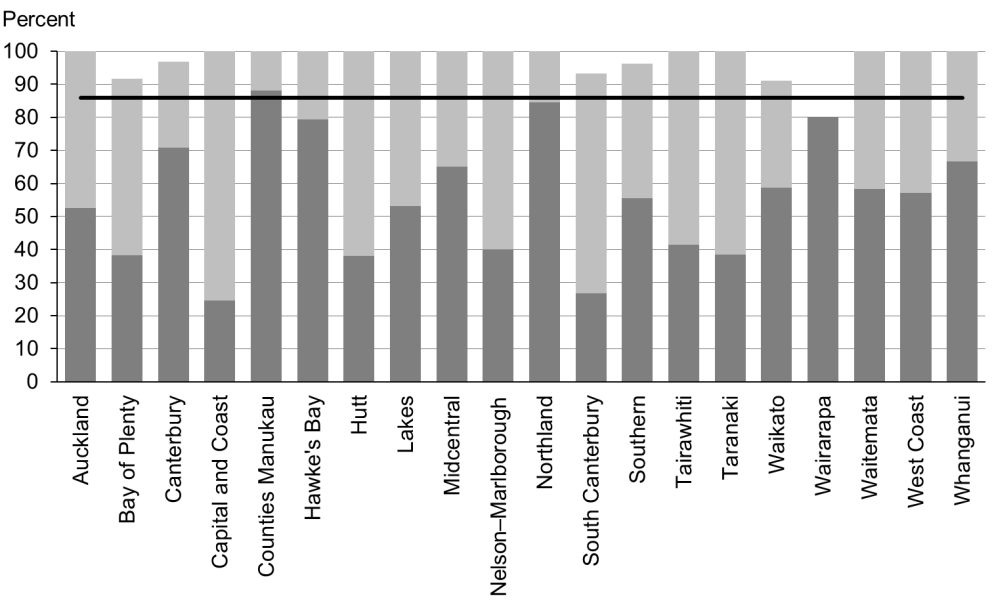 Percent
100
90
80
70
60
50
40
30
20
10
0
Auckland
Bay of Plenty
Canterbury
Capital and Coast
Counties Manukau
Hawke's Bay
Hutt
Lakes
Midcentral
Nelson–Marlborough
Northland
South Canterbury
Southern
Tairawhiti
Taranaki
Waikato
Wairarapa
Waitemata
West Coast
Whanganui